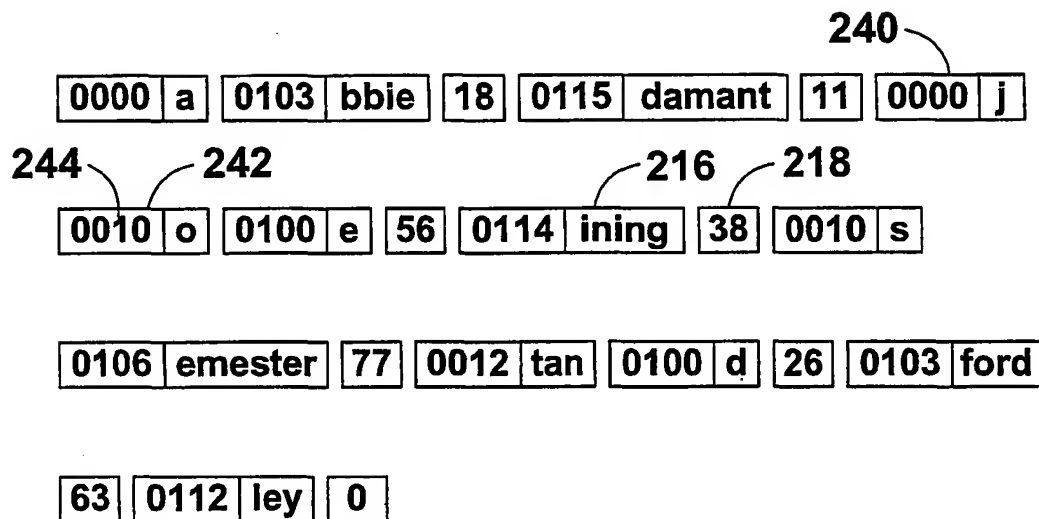 240
0000 a 0103 bbie 18 0115 damant 11 0000 j
244 242 216 218
0010 o 0100 e 56 0114 ining 38 0010 s
0106 emester 77 0012 tan 0100 d 26 0103 ford
63 0112 ley 0